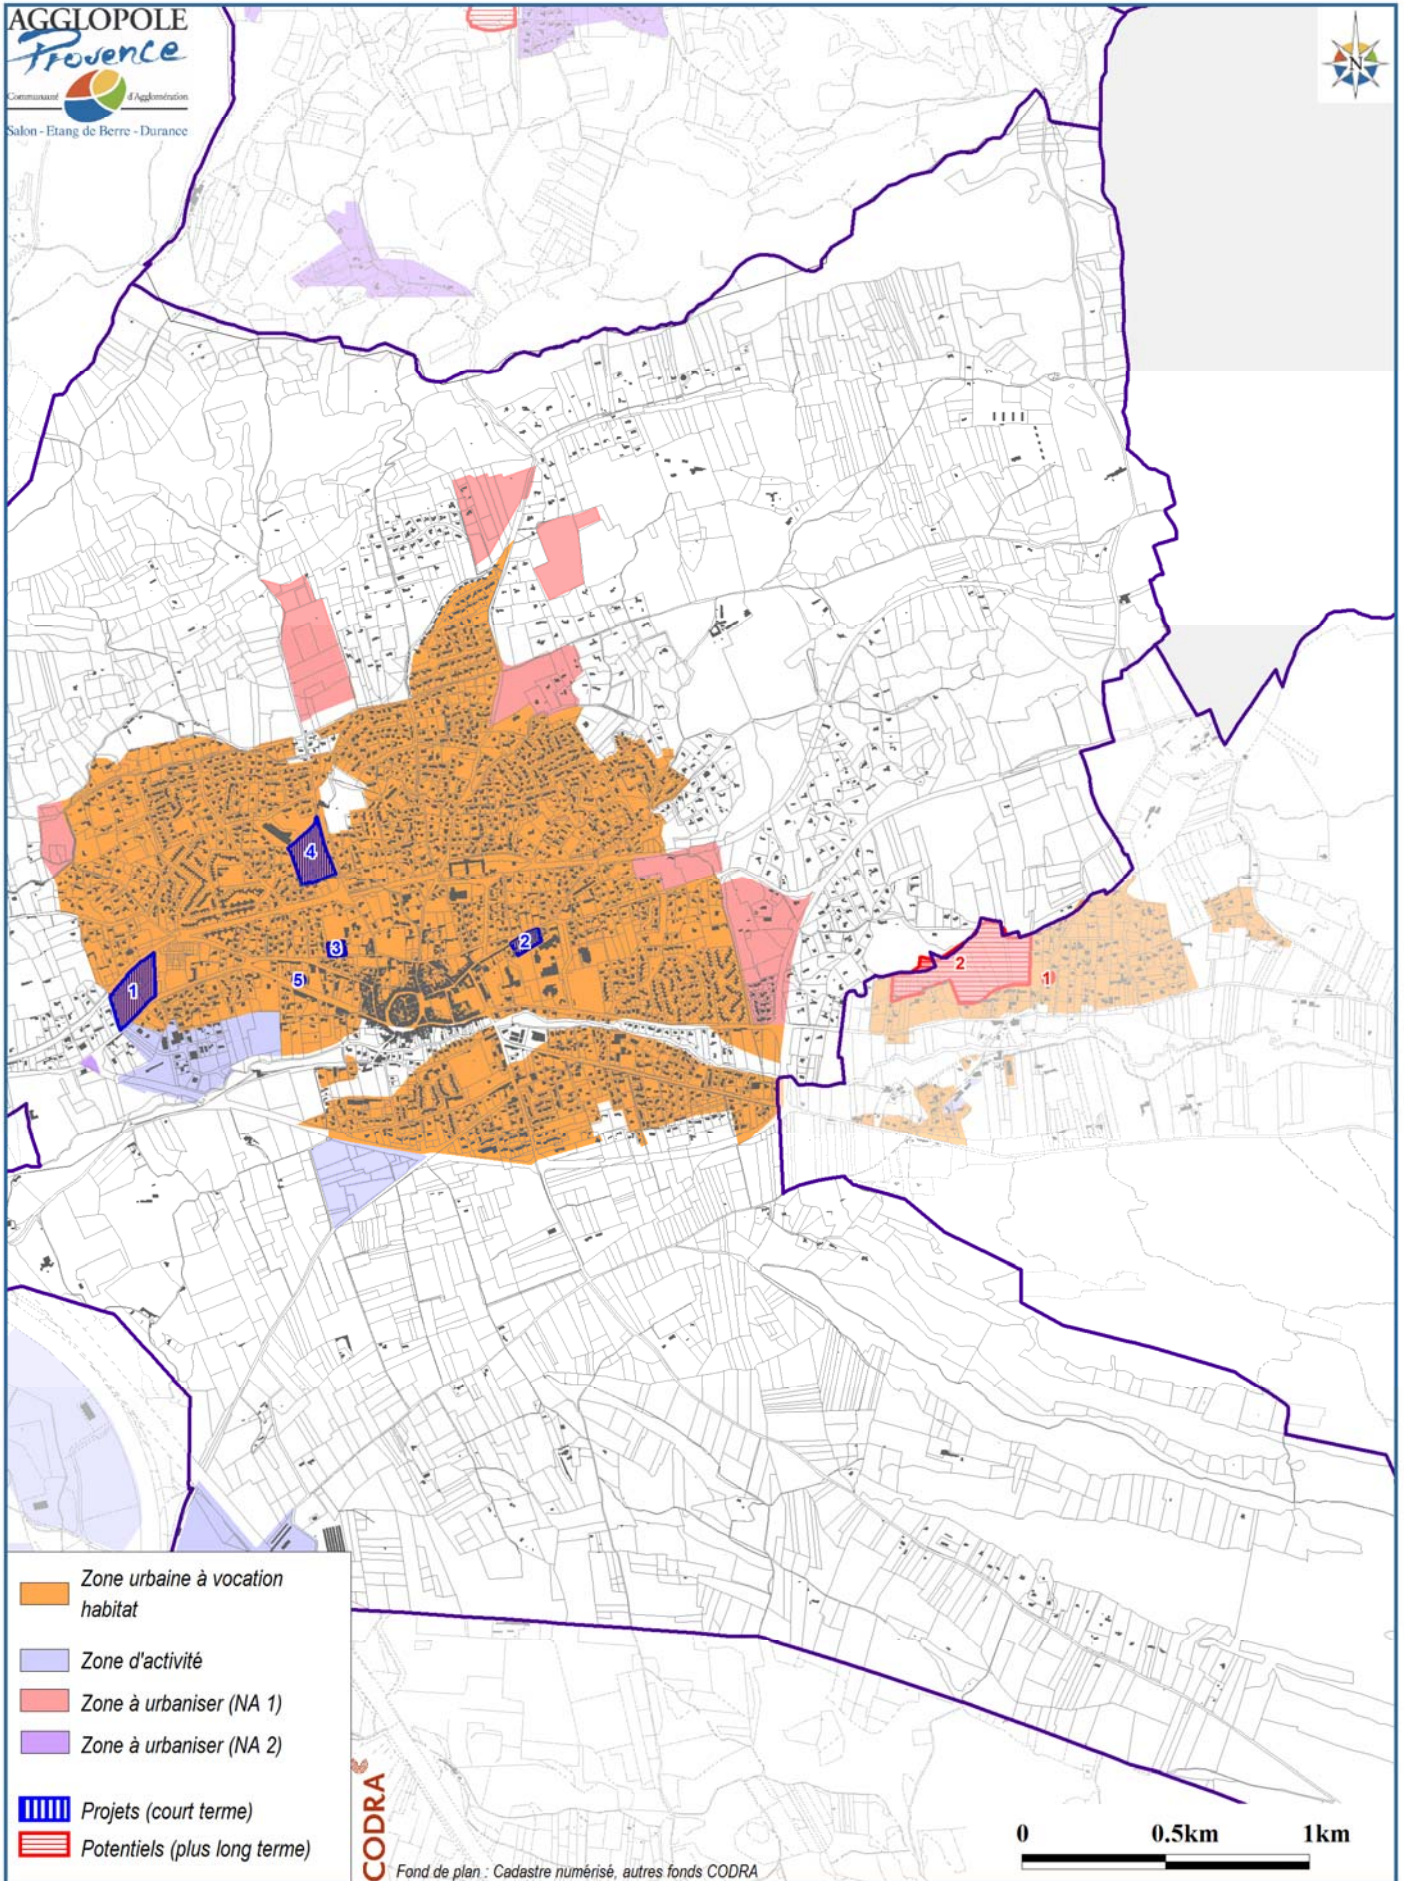 AGGLOPOLE
Provence
Communauté d'Agglomération
Salon - Etang de Berre - Durance
N
4
3
2
5
1
2
1
Zone urbaine à vocation
habitat
Zone d'activité
Zone à urbaniser (NA 1)
Zone à urbaniser (NA 2)
Projets (court terme)
Potentiels (plus long terme)
CODRA
Fond de plan : Cadastre numérisé, autres fonds CODRA
0 0.5km 1km